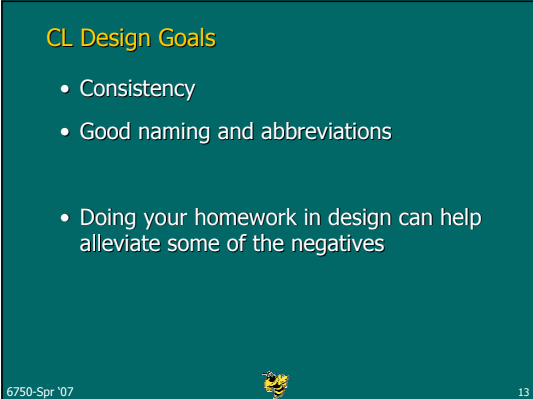 CL Design Goals
• Consistency
• Good naming and abbreviations
• Doing your homework in design can help
alleviate some of the negatives
6750-Spr ‘07
13